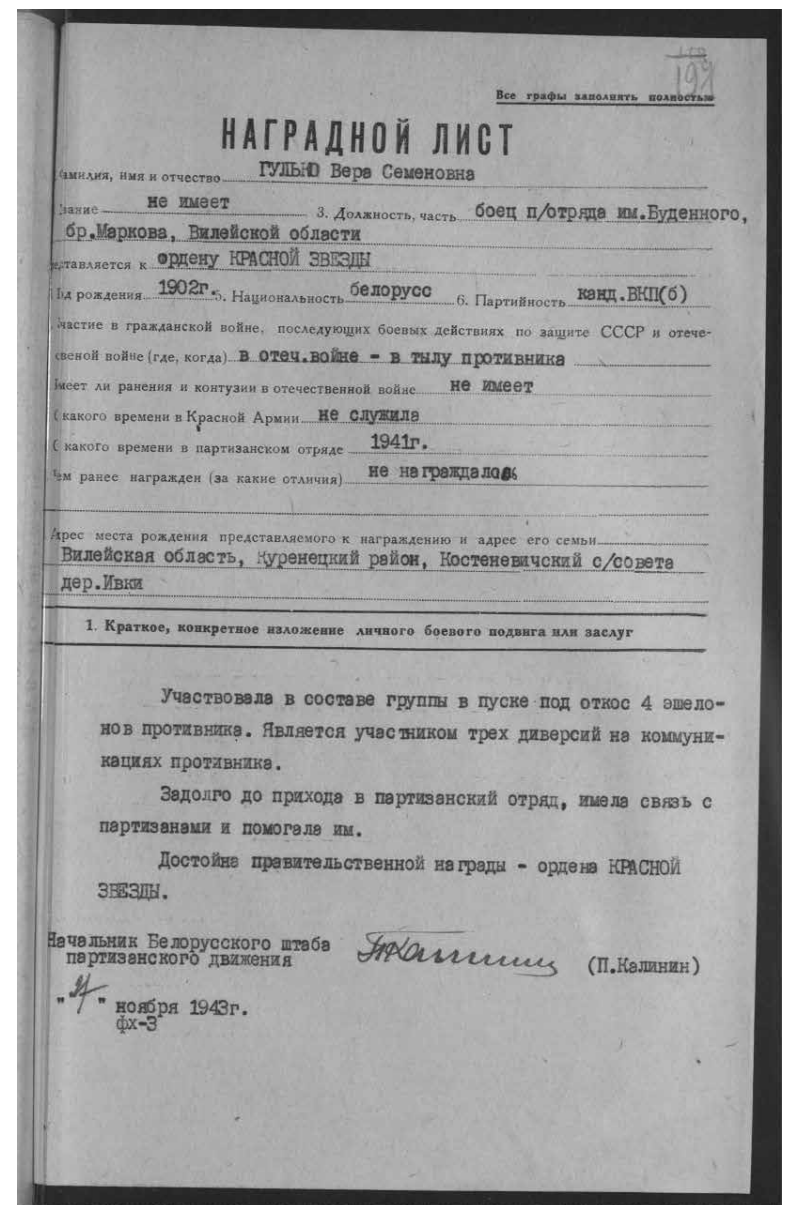 191
Все графы заполнять полностью
НАГРАДНОЙ ЛИСТ
амилия, имя и отчество ГУЛЬКО Вера Семеновна
вание не имеет 3. Должность, часть боец п/отряда им.Буденного,
бр.Маркова, Вилейской области
едставляется к ордену КРАСНОЙ ЗВЕЗДЫ
од рождения 1902г. 5. Национальность белорусс 6. Партийность канд.ВКП(б)
частие в гражданской войне, последующих боевых действиях по защите СССР и отече-
свеной войне (где, когда) в отеч.войне - в тылу противника
меет ли ранения и контузии в отечественной войне не имеет
С какого времени в Красной Армии не служила
С какого времени в партизанском отряде 1941г.
ем ранее награжден (за какие отличия) не награждалась
Адрес места рождения представляемого к награждению и адрес его семьи
Вилейская область, Куренецкий район, Костеневичский с/совета
дер.Ивки
1. Краткое, конкретное изложение личного боевого подвига или заслуг
Участвовала в составе группы в пуске под откос 4 эшело-
нов противника. Является участником трех диверсий на коммуни-
кациях противника.
Задолго до прихода в партизанский отряд, имела связь с
партизанами и помогала им.
Достойна правительственной награды - ордена КРАСНОЙ
ЗВЕЗДЫ.
Начальник Белорусского штаба
партизанского движения (П.Калинин)
" " ноября 1943г.
фх-3